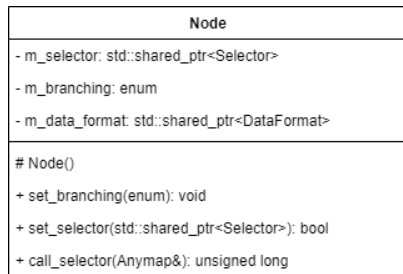 Node
- m_selector: std::shared_ptr<Selector>
- m_branching: enum
- m_data_format: std::shared_ptr<DataFormat>
# Node()
+ set_branching(enum): void
+ set_selector(std::shared_ptr<Selector>): bool
+ call_selector(Anymap&): unsigned long